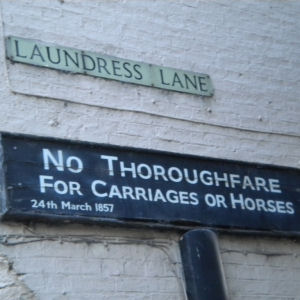 LAUNDRESS LANE
NO THOROUGHFARE
FOR CARRIAGES OR HORSES
24th March 1857